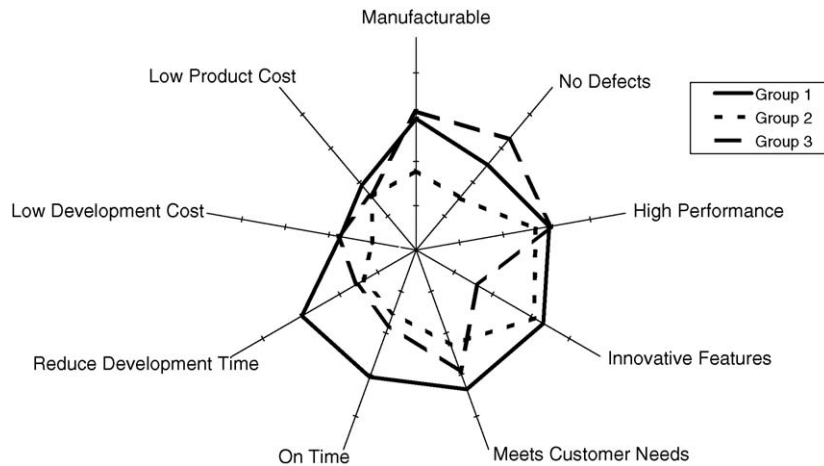 Manufacturable
Low Product Cost
No Defects
Group 1
Group 2
Group 3
Low Development Cost
High Performance
Reduce Development Time
Innovative Features
On Time
Meets Customer Needs